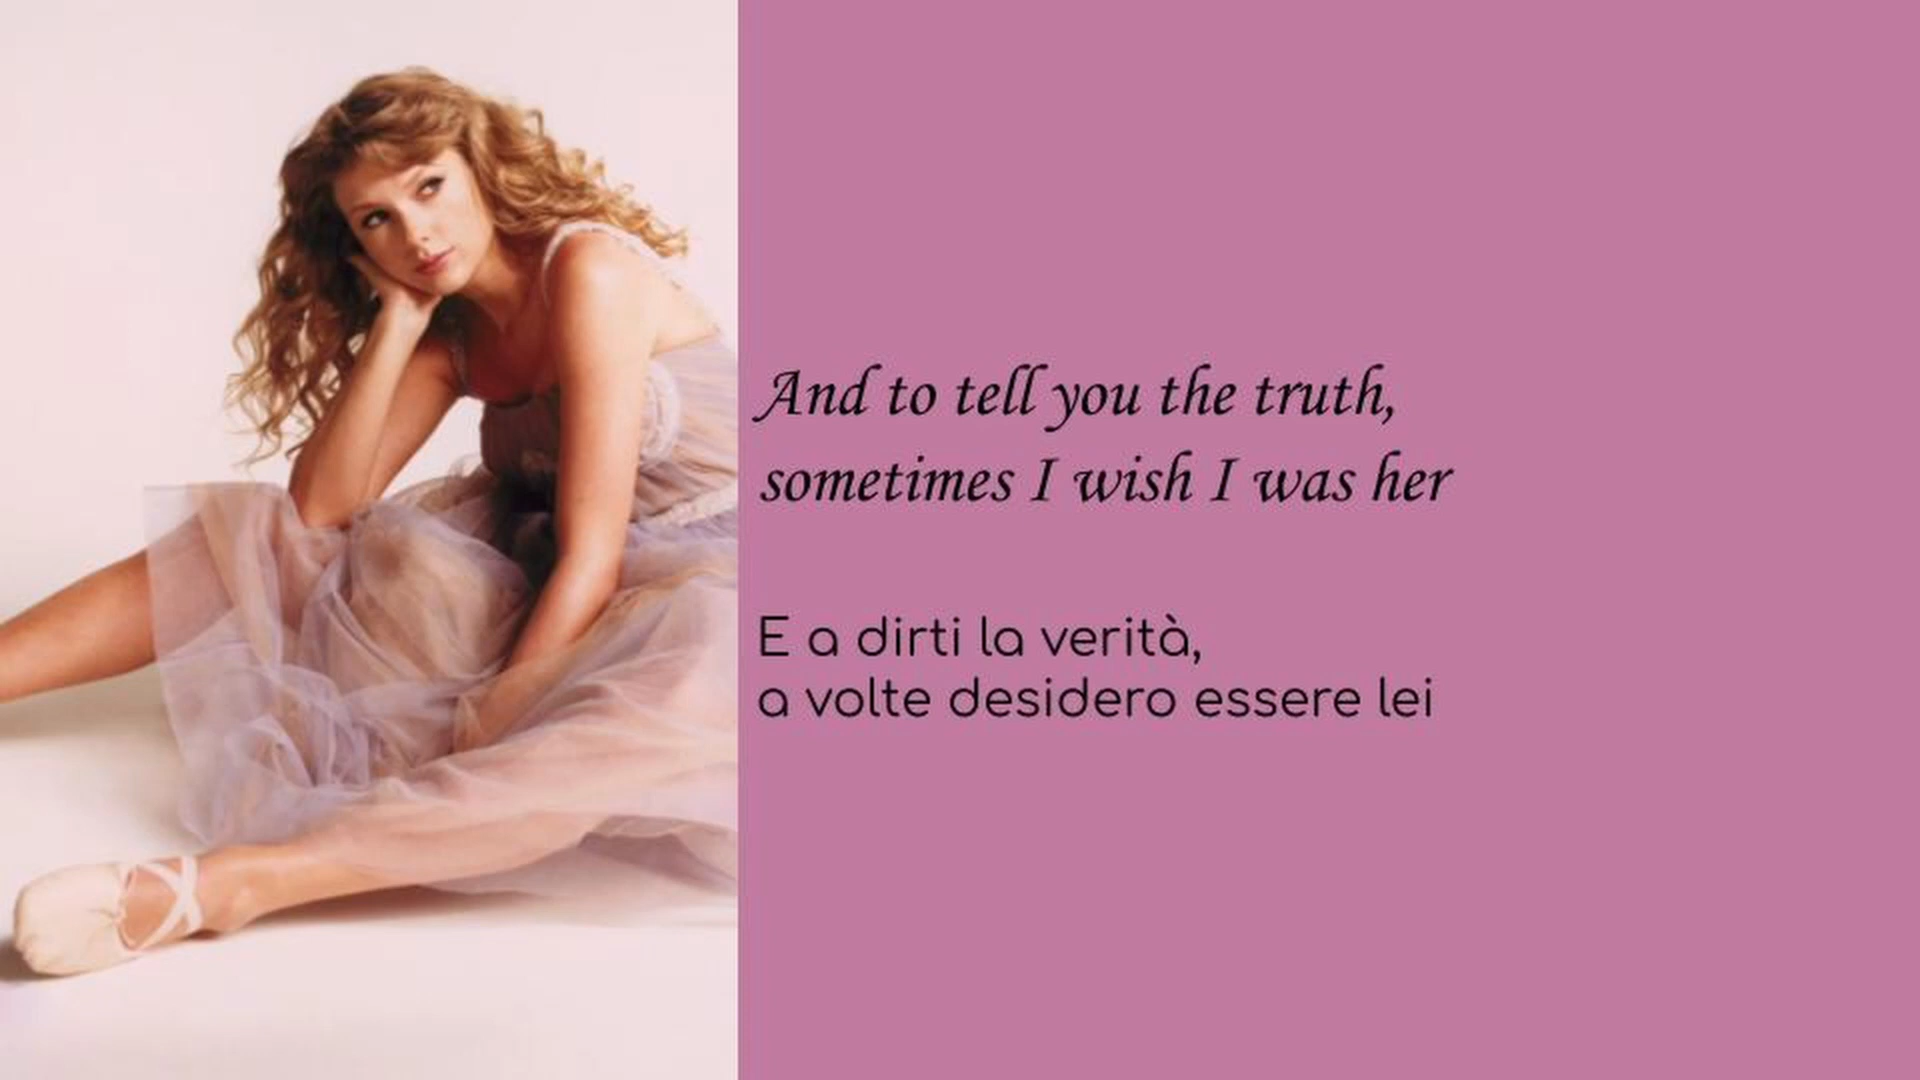 And to tell you the truth,
sometimes I wish I was her
E a dirti la verità,
a volte desidero essere lei